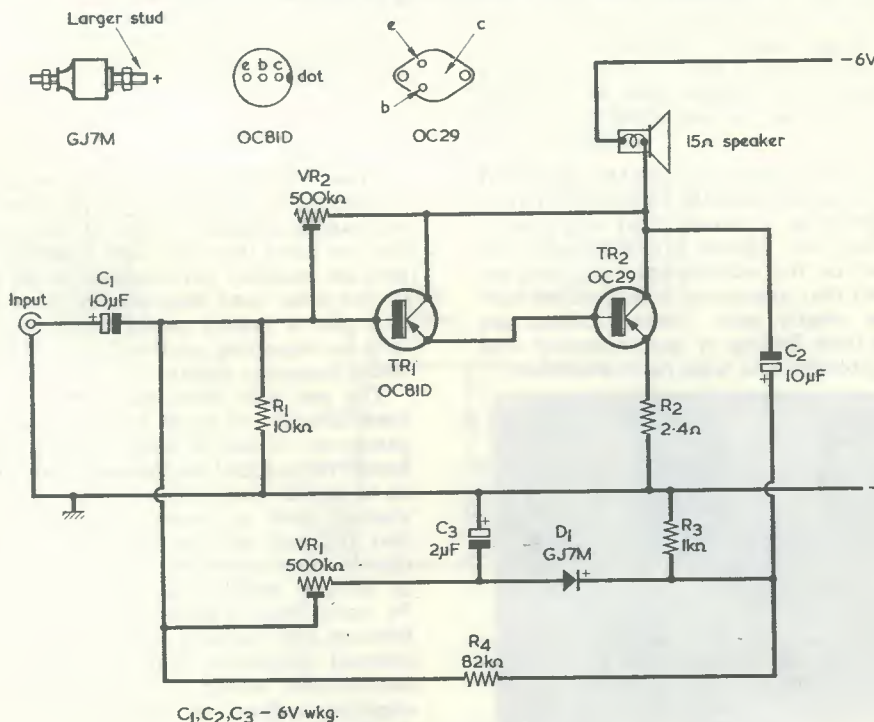 Larger stud
+
GJ7M
e b c
dot
OC81D
e
c
b
OC29
-6V
15Ω speaker
VR2
500kΩ
C1
10μF
+
Input
TR1
OC81D
TR2
OC29
C2
10μF
+
R1
10kΩ
R2
2·4Ω
C3
2μF
+
D1
GJ7M
+
R3
1kΩ
VR1
500kΩ
R4
82kΩ
C1,C2,C3 – 6V wkg.